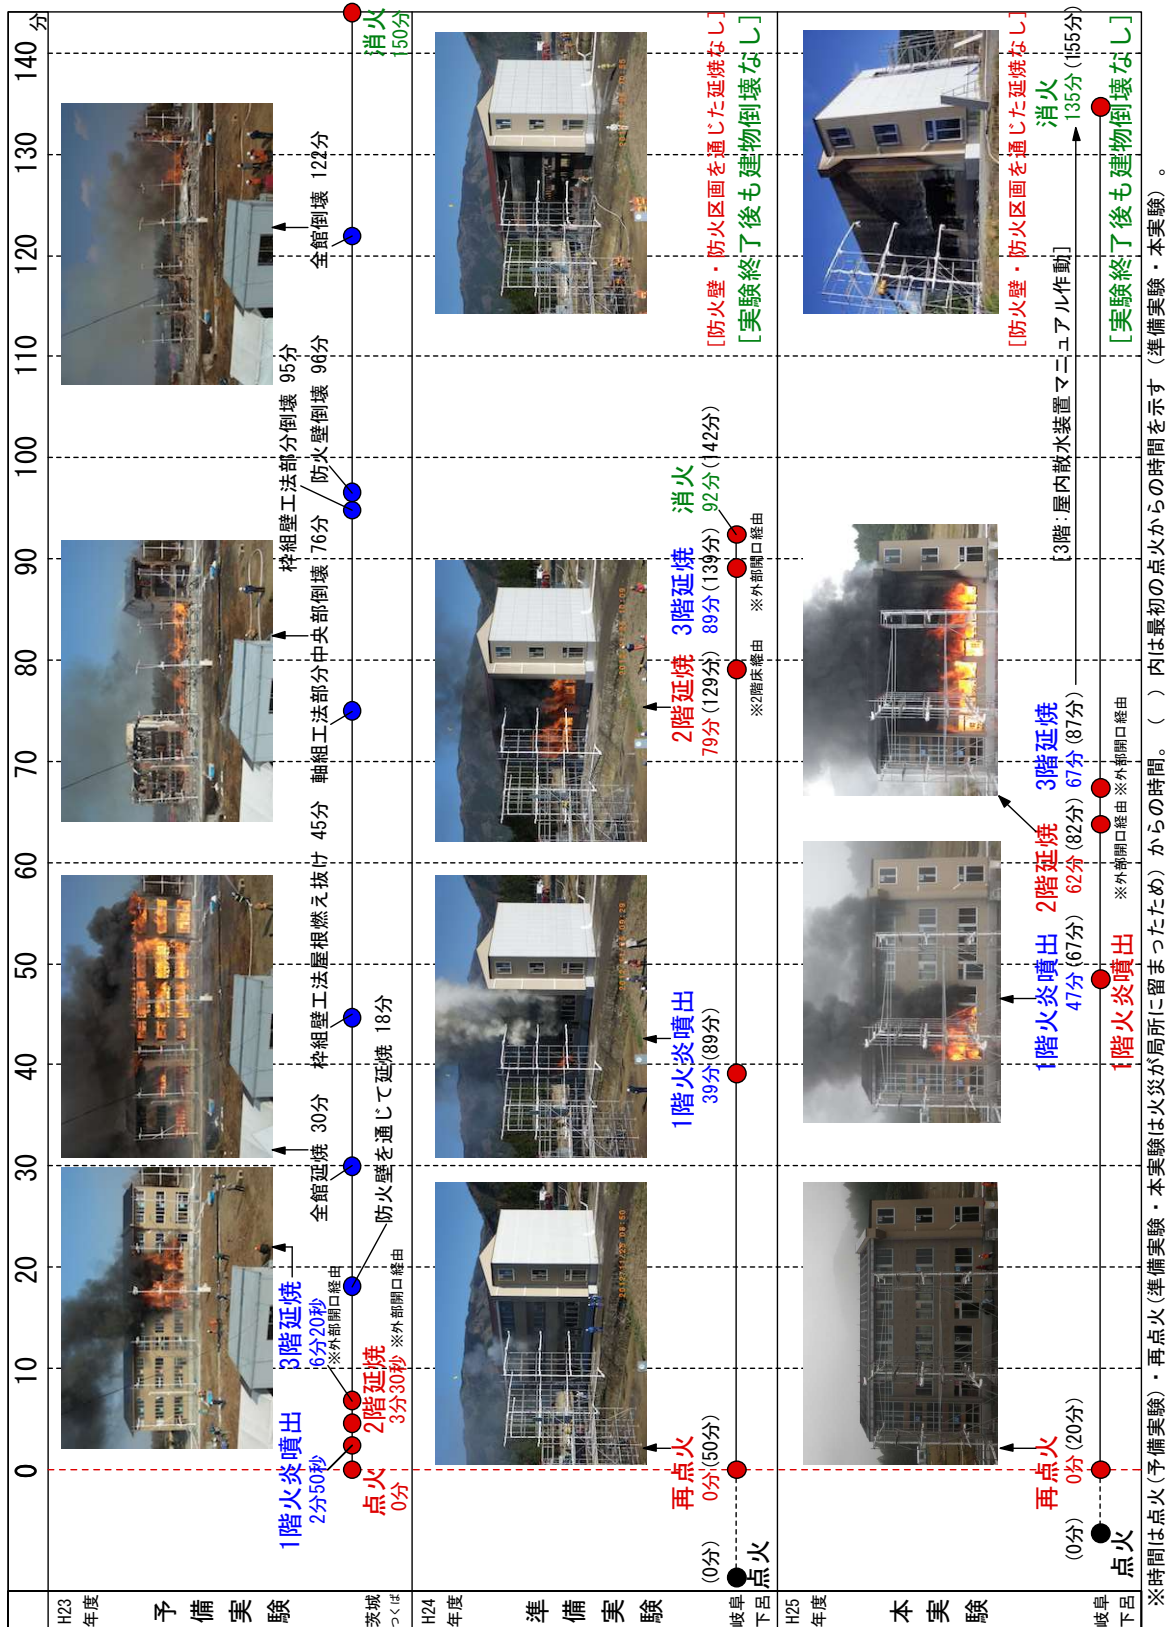 0 10 20 30 40 50 60 70 80 90 100 110 120 130 140 分
H23
年度
予備実験
茨城
つくば
1階火炎噴出
2分50秒
3階延焼
6分20秒
※外部開口経由
点火
0分
2階延焼
3分30秒 ※外部開口経由
防火壁を通じて延焼 18分
全館延焼 30分
枠組壁工法屋根燃え抜け 45分
軸組工法部分中央部倒壊 76分
枠組壁工法部分倒壊 95分
防火壁倒壊 96分
全館倒壊 122分
消火
150分
H24
年度
準備実験
岐阜
下呂
(0分)
点火
再点火
0分(50分)
1階火炎噴出
39分(89分)
2階延焼
79分(129分)
※2階床経由
3階延焼
89分(139分)
※外部開口経由
消火
92分(142分)
[防火壁・防火区画を通じた延焼なし]
[実験終了後も建物倒壊なし]
H25
年度
本実験
岐阜
下呂
(0分)
点火
再点火
0分(20分)
1階火炎噴出
47分(67分)
1階火炎噴出
2階延焼
62分(82分)
※外部開口経由
3階延焼
67分(87分)
※外部開口経由
[3階:屋内散水装置マニュアル作動]
消火
135分(155分)
[防火壁・防火区画を通じた延焼なし]
[実験終了後も建物倒壊なし]
※時間は点火(予備実験)・再点火(準備実験・本実験は火災が局所に留まったため)からの時間。( )内は最初の点火からの時間を示す(準備実験・本実験)。